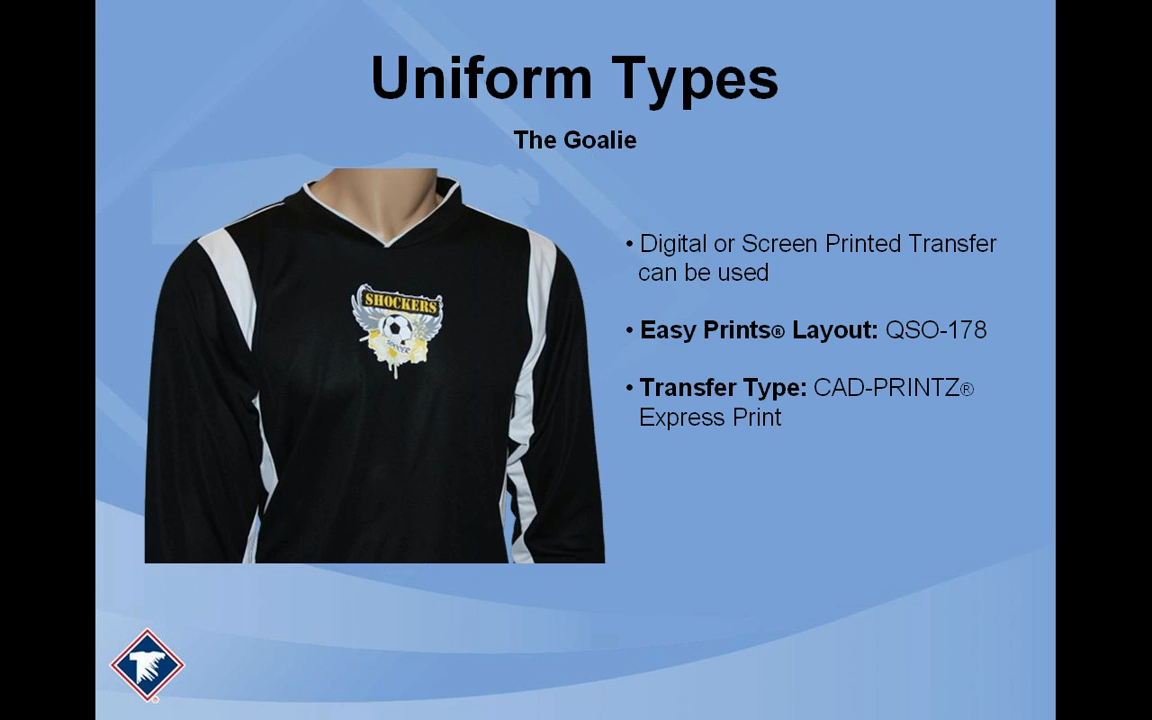 Uniform Types
The Goalie
SHOCKERS
SOCCER
• Digital or Screen Printed Transfer
can be used
• Easy Prints® Layout: QSO-178
• Transfer Type: CAD-PRINTZ®
Express Print
®